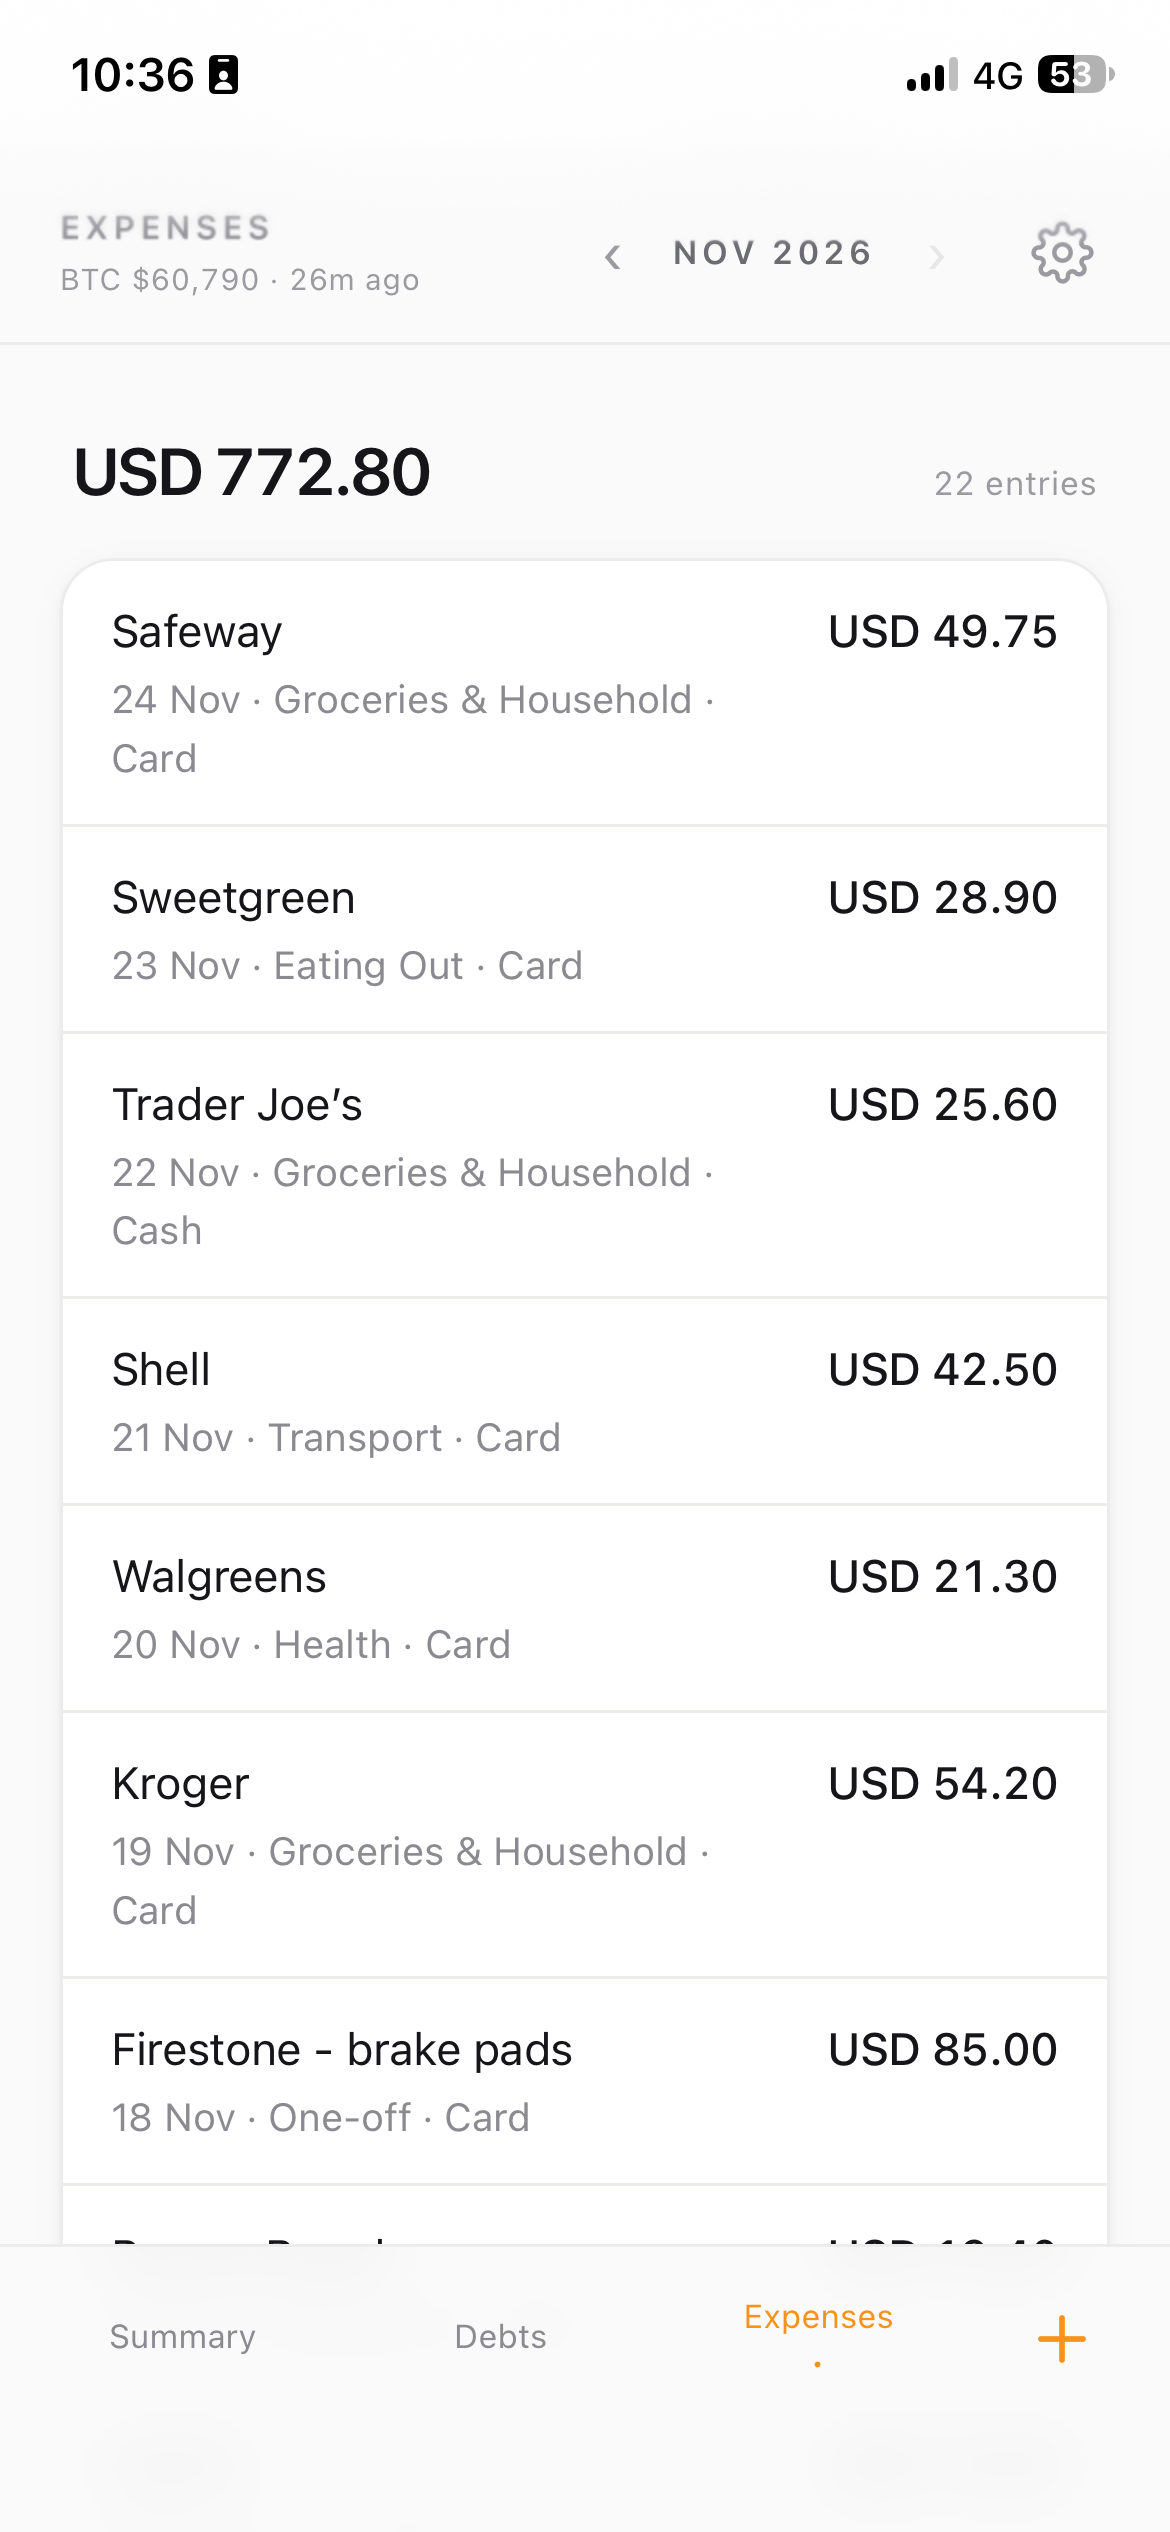 10:36
4G 53
EXPENSES
BTC $60,790 · 26m ago
‹ NOV 2026 ›
USD 772.80
22 entries
Safeway
USD 49.75
24 Nov · Groceries & Household ·
Card
Sweetgreen
USD 28.90
23 Nov · Eating Out · Card
Trader Joe’s
USD 25.60
22 Nov · Groceries & Household ·
Cash
Shell
USD 42.50
21 Nov · Transport · Card
Walgreens
USD 21.30
20 Nov · Health · Card
Kroger
USD 54.20
19 Nov · Groceries & Household ·
Card
Firestone - brake pads
USD 85.00
18 Nov · One-off · Card
USD
Summary
Debts
Expenses
+